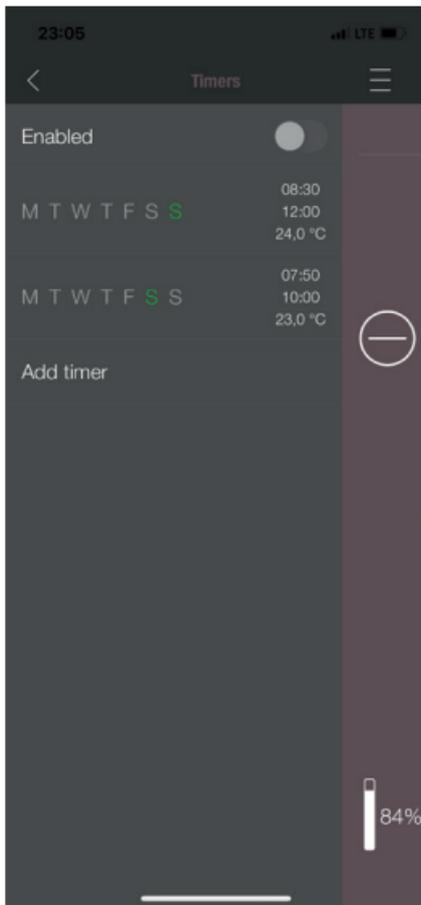 23:05
LTE
Timers
Enabled
M T W T F S S
08:30
12:00
24,0 °C
M T W T F S S
07:50
10:00
23,0 °C
Add timer
84%